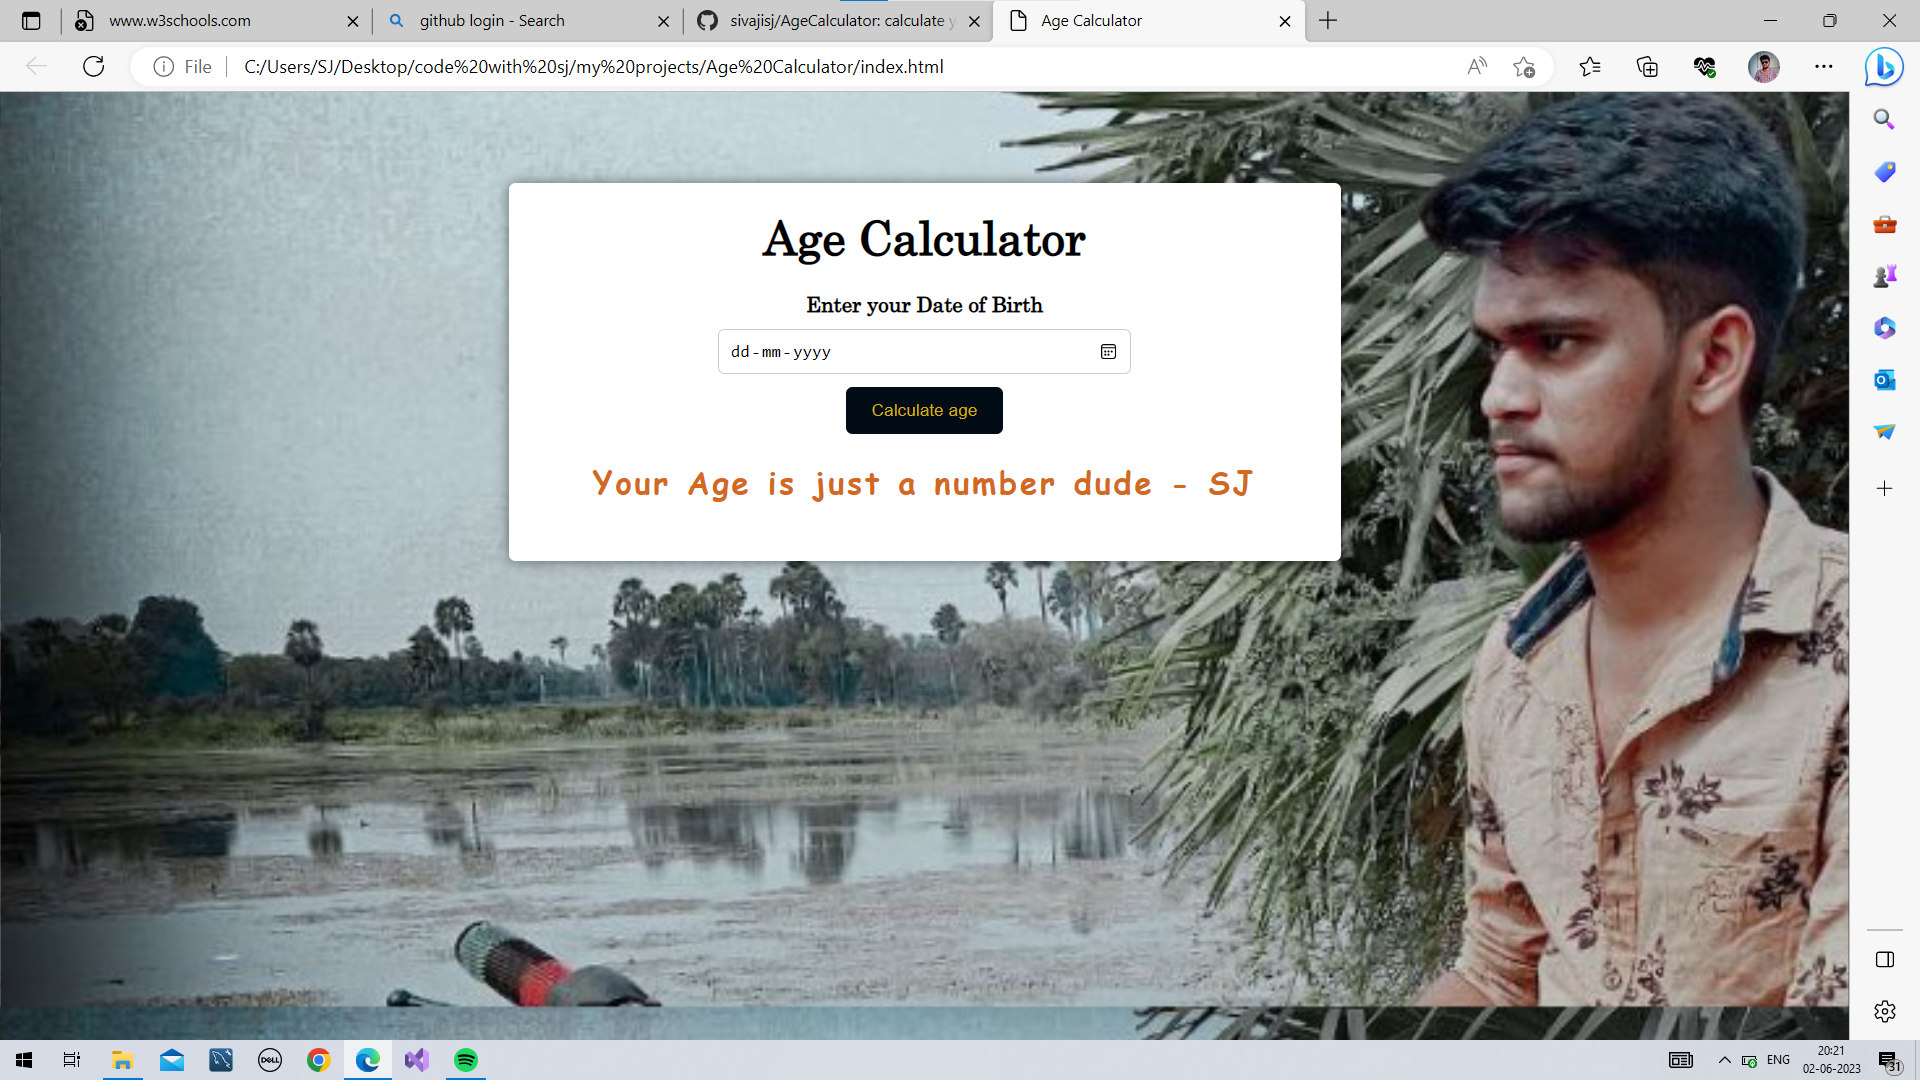 www.w3schools.com
github login - Search
sivajisj/AgeCalculator: calculate y
Age Calculator
File
C:/Users/SJ/Desktop/code%20with%20sj/my%20projects/Age%20Calculator/index.html
Age Calculator
Enter your Date of Birth
dd-mm-yyyy
Calculate age
Your Age is just a number dude - SJ
DELL
ENG
20:21
02-06-2023
31